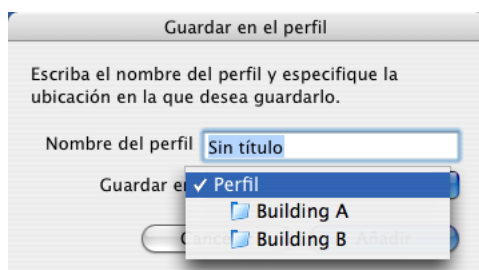 Guardar en el perfil
Escriba el nombre del perfil y especifique la
ubicación en la que desea guardarlo.
Nombre del perfil Sin título
Guardar e
✓ Perfil
Building A
Building B
Añadir